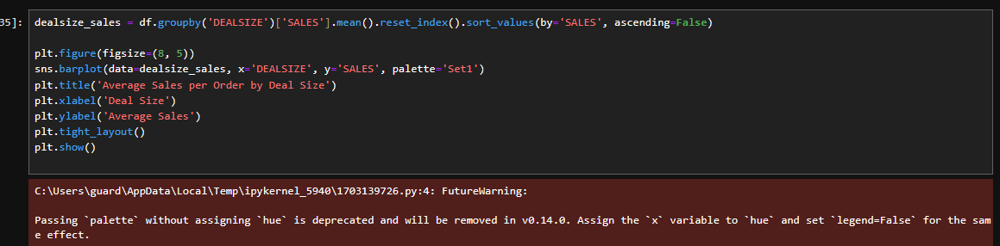 35]:
dealsize_sales = df.groupby('DEALSIZE')['SALES'].mean().reset_index().sort_values(by='SALES', ascending=False)
plt.figure(figsize=(8, 5))
sns.barplot(data=dealsize_sales, x='DEALSIZE', y='SALES', palette='Set1')
plt.title('Average Sales per Order by Deal Size')
plt.xlabel('Deal Size')
plt.ylabel('Average Sales')
plt.tight_layout()
plt.show()
C:\Users\guard\AppData\Local\Temp\ipykernel_5940\1703139726.py:4: FutureWarning:
Passing `palette` without assigning `hue` is deprecated and will be removed in v0.14.0. Assign the `x` variable to `hue` and set `legend=False` for the sam
e effect.